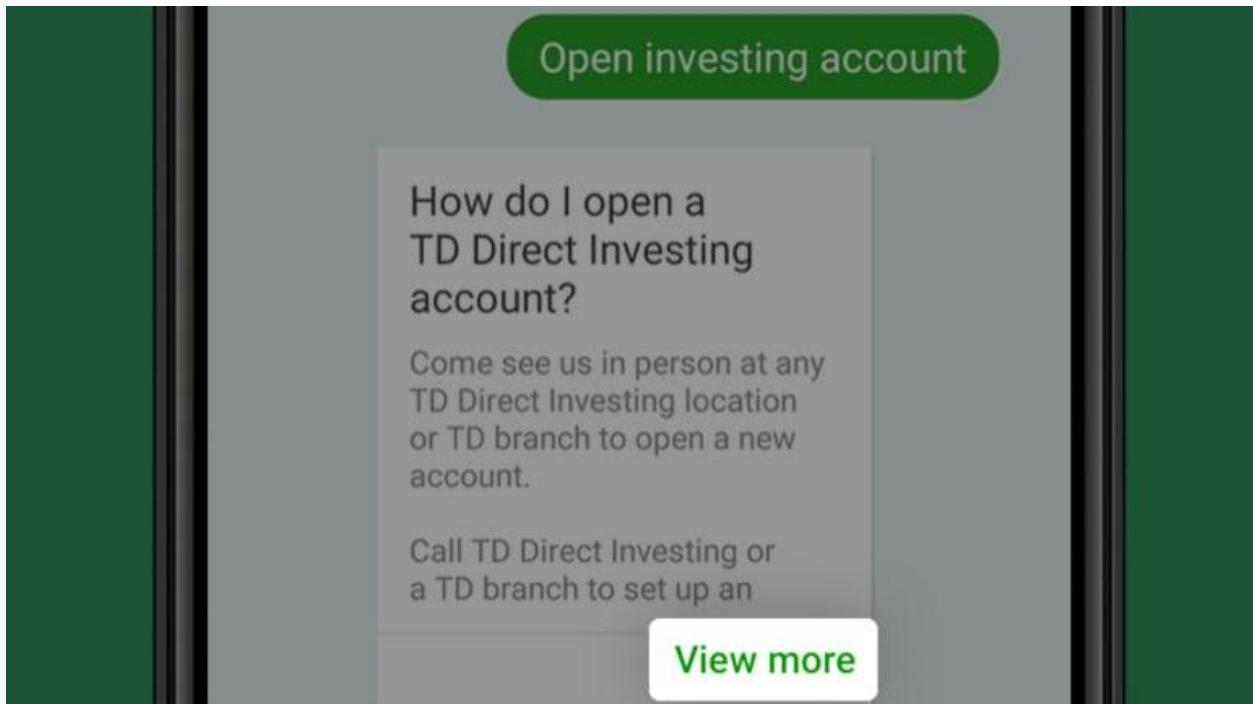 Open investing account
How do I open a
TD Direct Investing
account?
Come see us in person at any
TD Direct Investing location
or TD branch to open a new
account.
Call TD Direct Investing or
a TD branch to set up an
View more